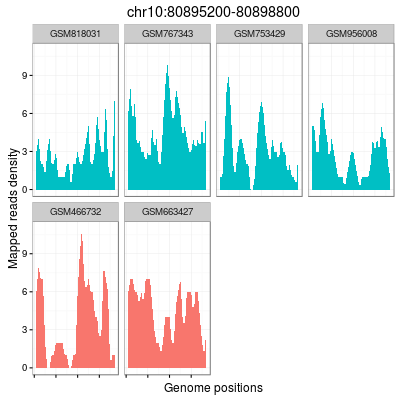 chr10:80895200-80898800
GSM818031 GSM767343 GSM753429 GSM956008
9
6
3
0
GSM466732 GSM663427
9
6
3
0
Mapped reads density
Genome positions